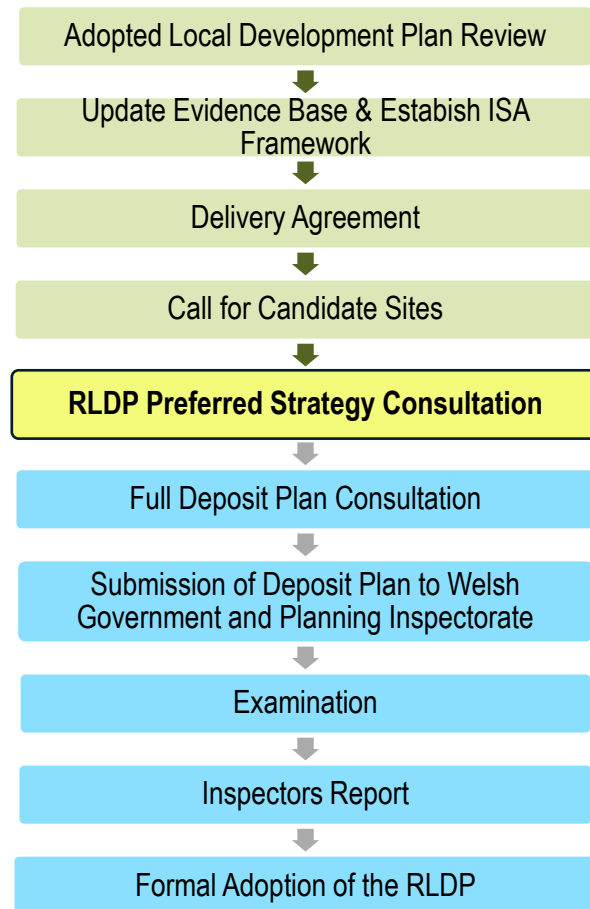 Adopted Local Development Plan Review
Update Evidence Base & Estabish ISA
Framework
Delivery Agreement
Call for Candidate Sites
RLDP Preferred Strategy Consultation
Full Deposit Plan Consultation
Submission of Deposit Plan to Welsh
Government and Planning Inspectorate
Examination
Inspectors Report
Formal Adoption of the RLDP